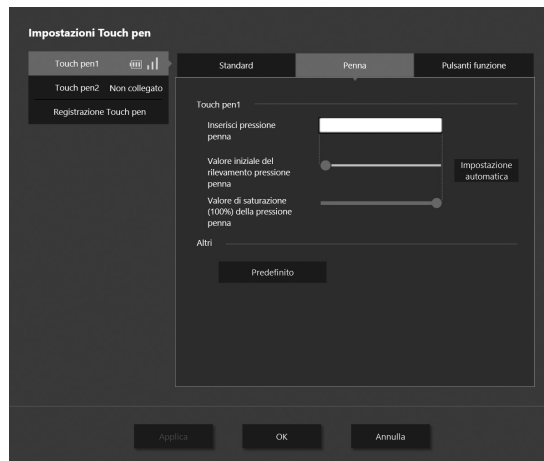 Impostazioni Touch pen
Touch pen1
Touch pen2 Non collegato
Registrazione Touch pen
Standard Penna Pulsanti funzione
Touch pen1
Inserisci pressione
penna
Valore iniziale del
rilevamento pressione
penna
Impostazione
automatica
Valore di saturazione
(100%) della pressione
penna
Altri
Predefinito
Applica OK Annulla